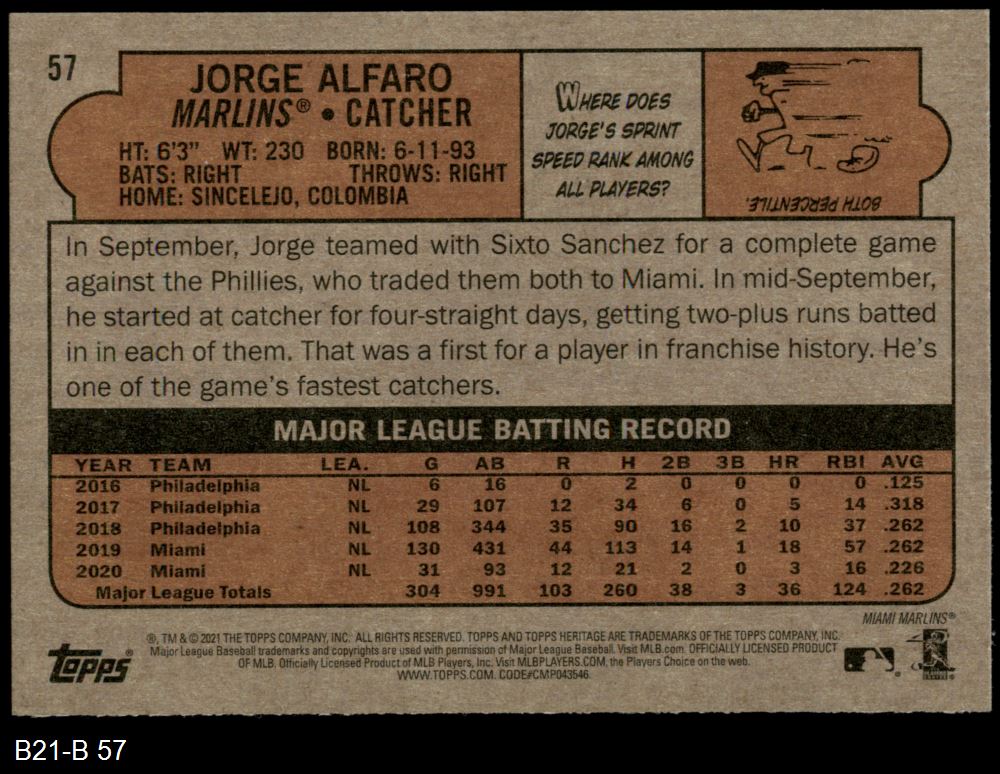 57
JORGE ALFARO
MARLINS® • CATCHER
HT: 6'3" WT: 230 BORN: 6-11-93
BATS: RIGHT THROWS: RIGHT
HOME: SINCELEJO, COLOMBIA
WHERE DOES
JORGE'S SPRINT
SPEED RANK AMONG
ALL PLAYERS?
80TH PERCENTILE.
In September, Jorge teamed with Sixto Sanchez for a complete game
against the Phillies, who traded them both to Miami. In mid-September,
he started at catcher for four-straight days, getting two-plus runs batted
in in each of them. That was a first for a player in franchise history. He's
one of the game's fastest catchers.
MAJOR LEAGUE BATTING RECORD
YEAR TEAM LEA. G AB R H 2B 3B HR RBI AVG
2016 Philadelphia NL 6 16 0 2 0 0 0 0 .125
2017 Philadelphia NL 29 107 12 34 6 0 5 14 .318
2018 Philadelphia NL 108 344 35 90 16 2 10 37 .262
2019 Miami NL 130 431 44 113 14 1 18 57 .262
2020 Miami NL 31 93 12 21 2 0 3 16 .226
Major League Totals 304 991 103 260 38 3 36 124 .262
MIAMI MARLINS®
®, TM & © 2021 THE TOPPS COMPANY, INC. ALL RIGHTS RESERVED. TOPPS AND TOPPS HERITAGE ARE TRADEMARKS OF THE TOPPS COMPANY, INC.
Major League Baseball trademarks and copyrights are used with permission of Major League Baseball. Visit MLB.com. OFFICIALLY LICENSED PRODUCT
OF MLB. Officially Licensed Product of MLB Players, Inc. Visit MLBPLAYERS.COM, the Players Choice on the web.
WWW.TOPPS.COM. CODE#CMP043546
TOPPS®
B21-B 57